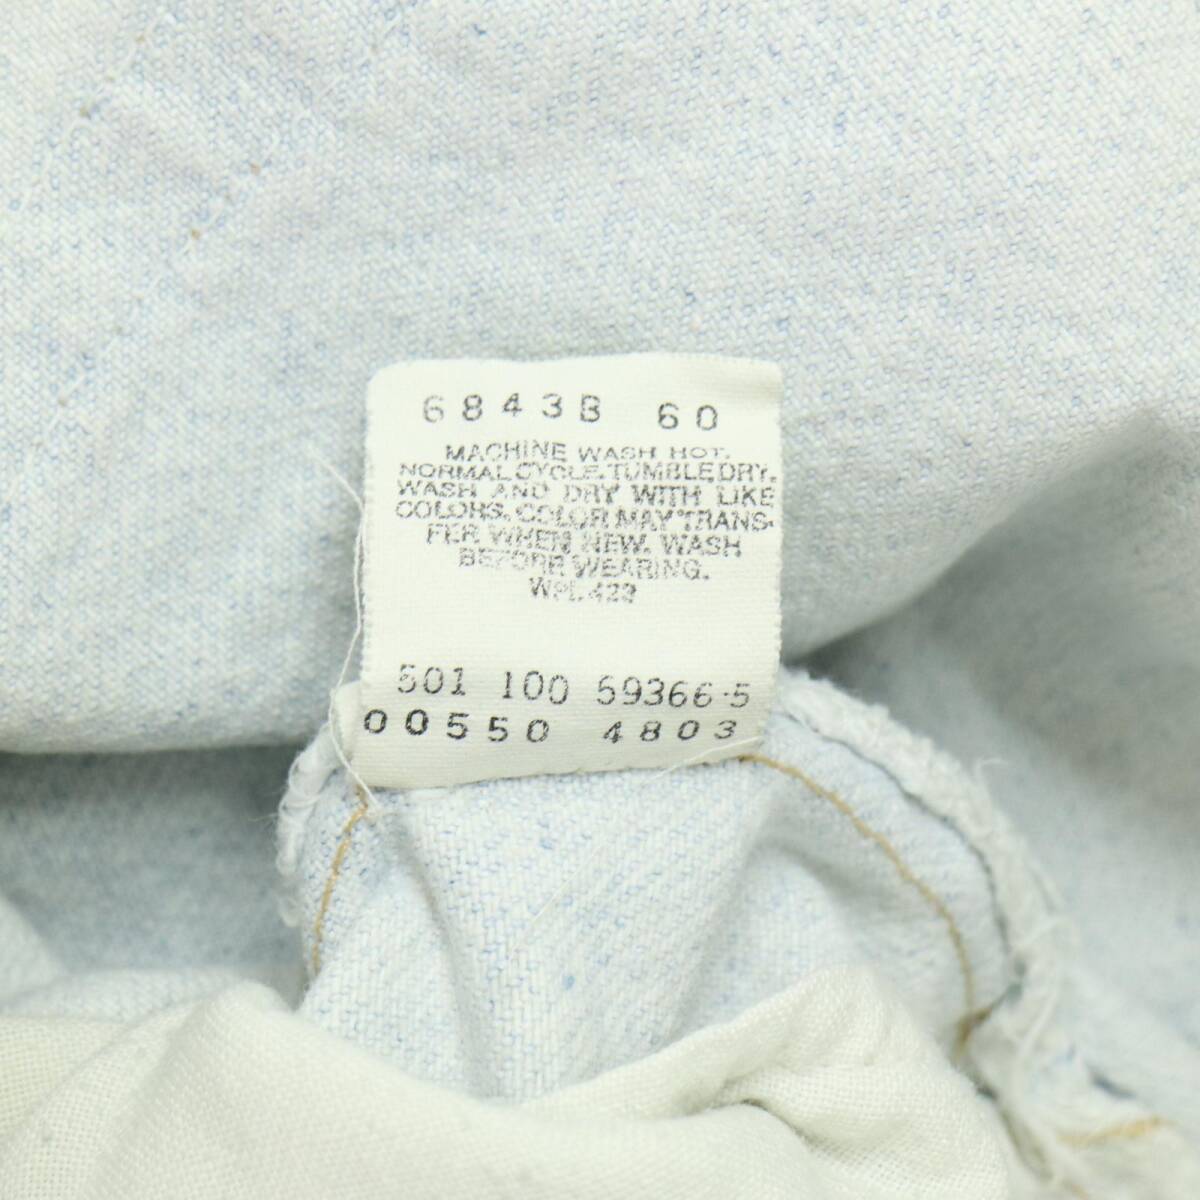 6843B 60
MACHINE WASH HOT.
NORMAL CYCLE. TUMBLE DRY.
WASH AND DRY WITH LIKE
COLORS. COLOR MAY TRANS-
FER WHEN NEW. WASH
BEFORE WEARING.
WPL 423
501 100 59366-5
00550 4803